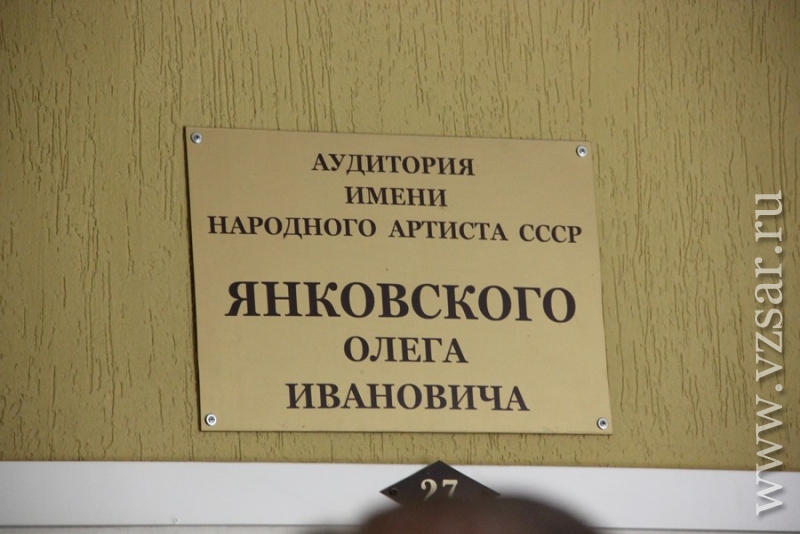 АУДИТОРИЯ
ИМЕНИ
НАРОДНОГО АРТИСТА СССР
ЯНКОВСКОГО
ОЛЕГА
ИВАНОВИЧА
27
www.vzsar.ru